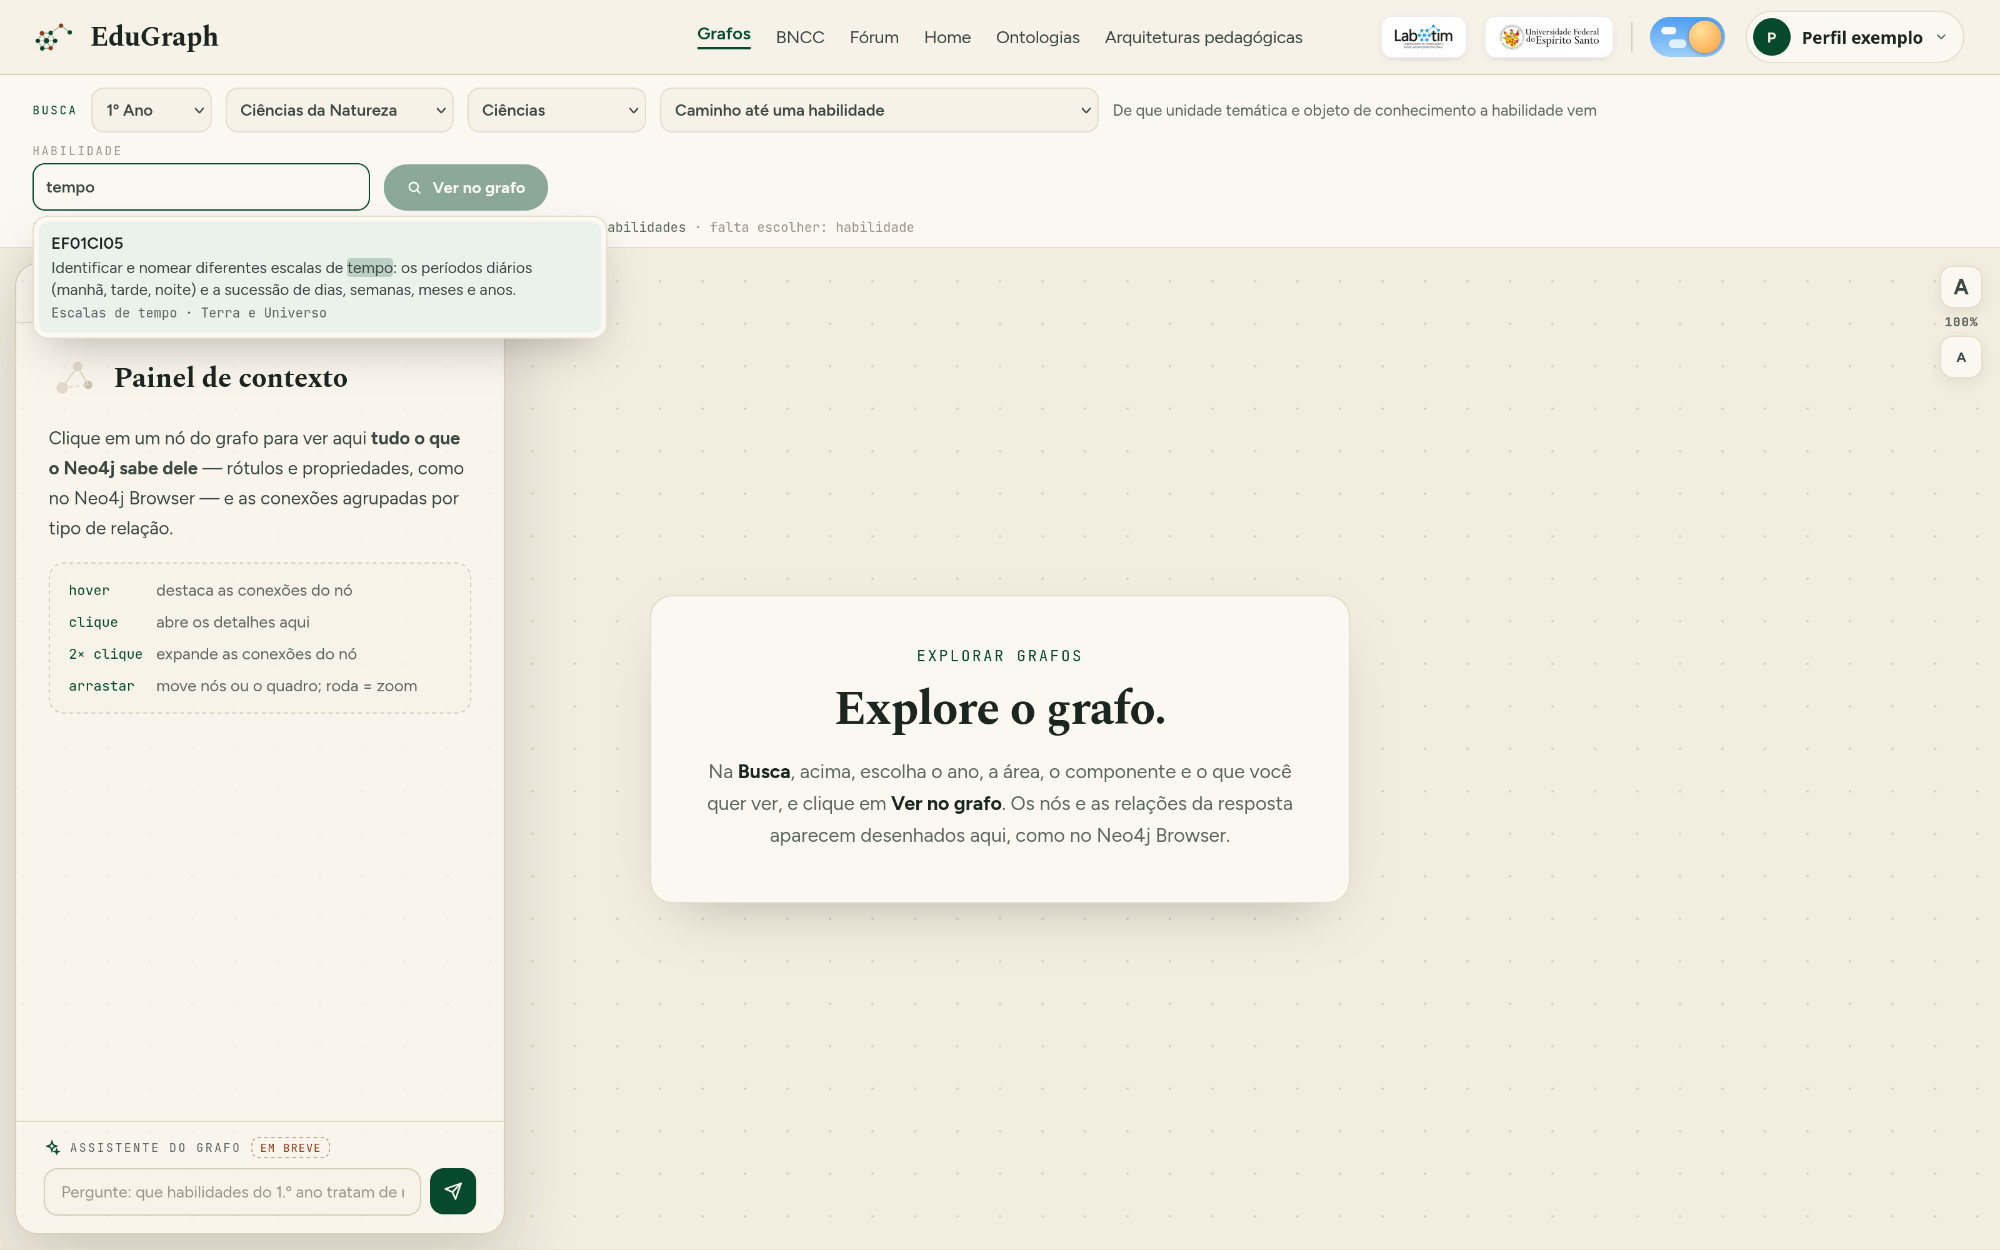 EduGraph
Grafos
BNCC
Fórum
Home
Ontologias
Arquiteturas pedagógicas
Lab tim
Universidade Federal
do Espírito Santo
P
Perfil exemplo
BUSCA
1º Ano
Ciências da Natureza
Ciências
Caminho até uma habilidade
De que unidade temática e objeto de conhecimento a habilidade vem
HABILIDADE
tempo
Ver no grafo
abilidades · falta escolher: habilidade
EF01CI05
Identificar e nomear diferentes escalas de tempo: os períodos diários
(manhã, tarde, noite) e a sucessão de dias, semanas, meses e anos.
Escalas de tempo · Terra e Universo
A
100%
A
Painel de contexto
Clique em um nó do grafo para ver aqui tudo o que
o Neo4j sabe dele — rótulos e propriedades, como
no Neo4j Browser — e as conexões agrupadas por
tipo de relação.
hover destaca as conexões do nó
clique abre os detalhes aqui
2× clique expande as conexões do nó
arrastar move nós ou o quadro; roda = zoom
EXPLORAR GRAFOS
Explore o grafo.
Na Busca, acima, escolha o ano, a área, o componente e o que você
quer ver, e clique em Ver no grafo. Os nós e as relações da resposta
aparecem desenhados aqui, como no Neo4j Browser.
ASSISTENTE DO GRAFO
EM BREVE
Pergunte: que habilidades do 1.º ano tratam de